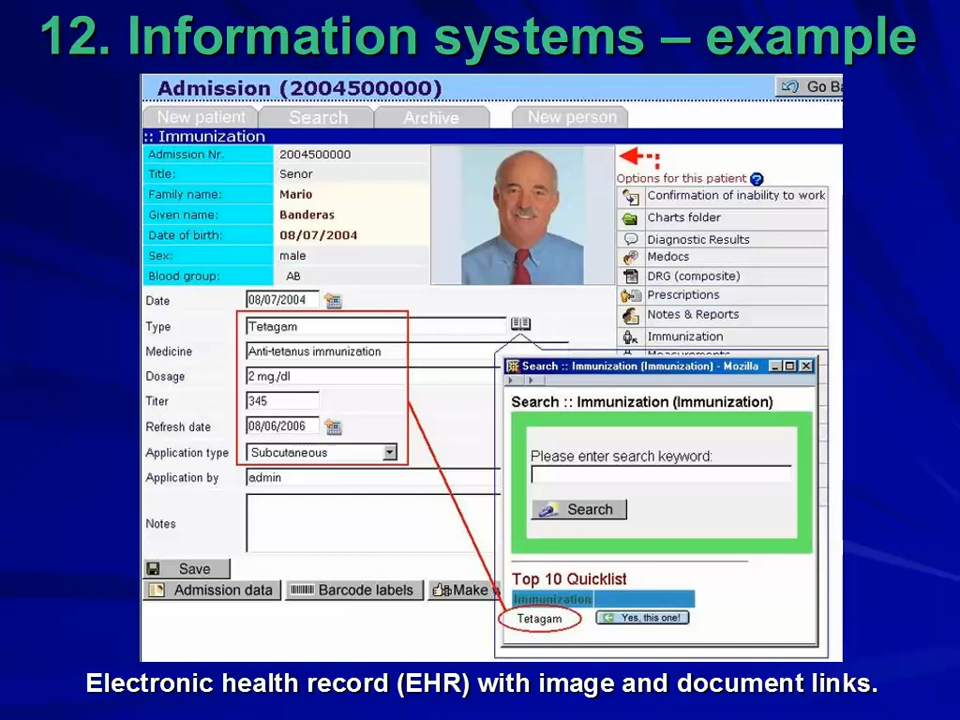 12. Information systems – example
Admission (2004500000)
Go Ba
New patient Search Archive New person
:: Immunization
Admission Nr. 2004500000
Title: Senor
Family name: Mario
Given name: Banderas
Date of birth: 08/07/2004
Sex: male
Blood group: AB
Options for this patient
Confirmation of inability to work
Charts folder
Diagnostic Results
Medocs
DRG (composite)
Prescriptions
Notes & Reports
Immunization
Measurements
Date 08/07/2004
Type Tetagam
Medicine Anti-tetanus immunization
Dosage 2 mg./dl
Titer 345
Refresh date 08/06/2006
Application type Subcutaneous
Application by admin
Notes
Save
Admission data Barcode labels Make
Search :: Immunization (Immunization) - Mozilla
Search :: Immunization (Immunization)
Please enter search keyword:
Search
Top 10 Quicklist
Immunization
Tetagam Yes, this one!
Electronic health record (EHR) with image and document links.